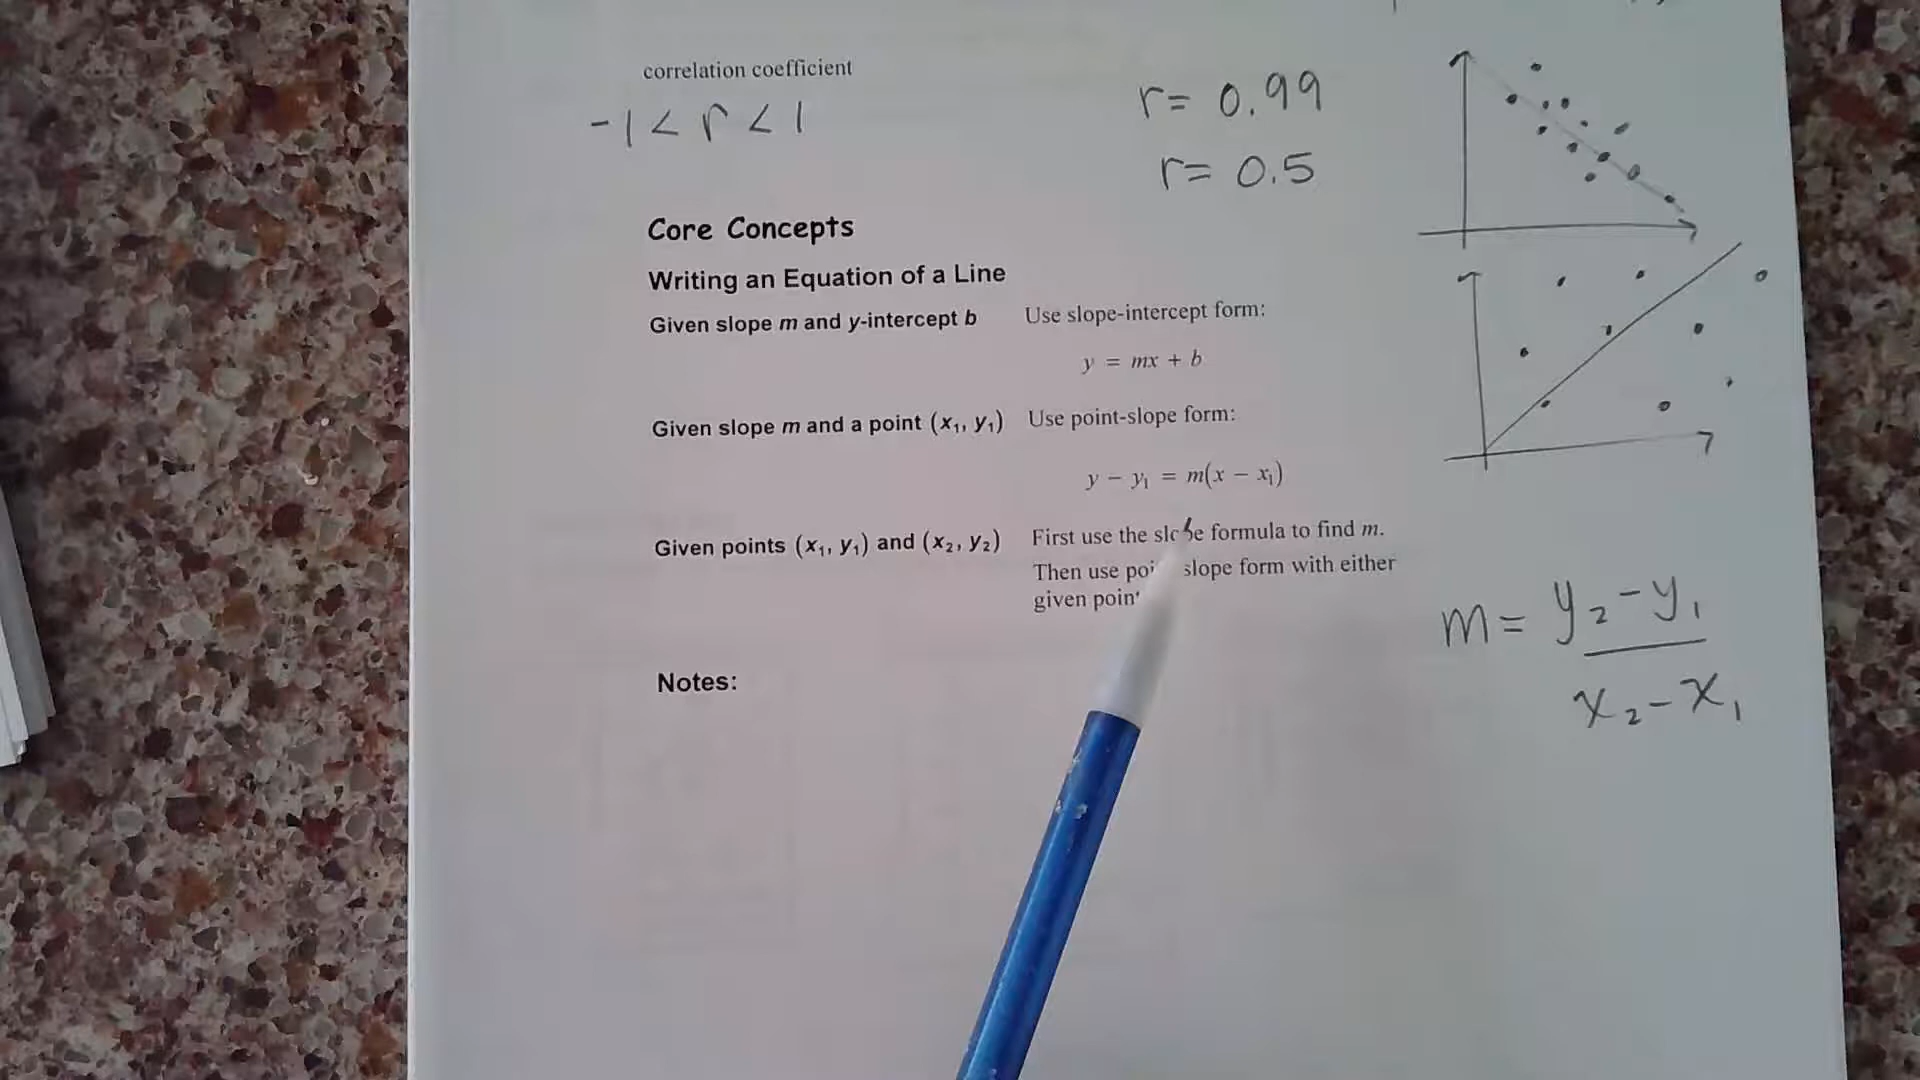 correlation coefficient
-1 < r < 1
r = 0.99
r = 0.5
Core Concepts
Writing an Equation of a Line
Given slope m and y-intercept b Use slope-intercept form:
y = mx + b
Given slope m and a point (x₁, y₁) Use point-slope form:
y − y₁ = m(x − x₁)
Given points (x₁, y₁) and (x₂, y₂) First use the slope formula to find m.
Then use slope form with either
given
m = y₂ - y₁
x₂ - x₁
Notes: